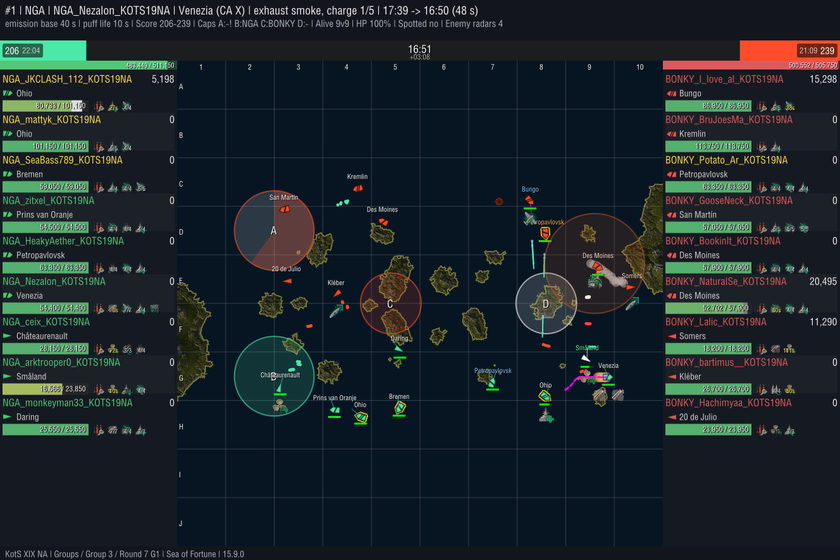 #1 | NGA | NGA_Nezalon_KOTS19NA | Venezia (CA X) | exhaust smoke, charge 1/5 | 17:39 -> 16:50 (48 s)
emission base 40 s | puff life 10 s | Score 206-239 | Caps A:-! B:NGA C:BONKY D:- | Alive 9v9 | HP 100% | Spotted no | Enemy radars 4
206 22:04
16:51
+03:08
21:09 239
NGA_JKCLASH_112_KOTS19NA 5,198
Ohio
NGA_mattyk_KOTS19NA 0
Ohio
101,150 / 101,150
NGA_SeaBass789_KOTS19NA 0
Bremen
NGA_zitxel_KOTS19NA 0
Prins van Oranje
NGA_HeakyAether_KOTS19NA 0
Petropavlovsk
NGA_Nezalon_KOTS19NA 0
Venezia
NGA_ceix_KOTS19NA 0
Châteaurenault
NGA_arktrooper0_KOTS19NA 0
Småland
NGA_monkeyman33_KOTS19NA 0
Daring
1 2 3 4 5 6 7 8 9 10
A
B
C
D
E
G
H
I
J
Kremlin
San Martín
Des Moines
A
20 de Julio
Kléber
C
Daring
Châteaurenault
Prins van Oranje
Ohio
Bremen
Petropavlovsk
Bungo
Des Moines
Somers
D
Småland
Venezia
Ohio
BONKY_I_love_al_KOTS19NA 15,298
Bungo
BONKY_BruJoesMa_KOTS19NA 0
Kremlin
BONKY_Potato_Ar_KOTS19NA 0
Petropavlovsk
BONKY_GooseNeck_KOTS19NA 0
San Martín
BONKY_BookinIt_KOTS19NA 0
Des Moines
BONKY_NaturalSe_KOTS19NA 20,495
Des Moines
BONKY_Lalic_KOTS19NA 11,290
Somers
BONKY_bartimus__KOTS19NA 0
Kléber
BONKY_Hachimyaa_KOTS19NA 0
20 de Julio
KotS XIX NA | Groups / Group 3 / Round 7 G1 | Sea of Fortune | 15.9.0